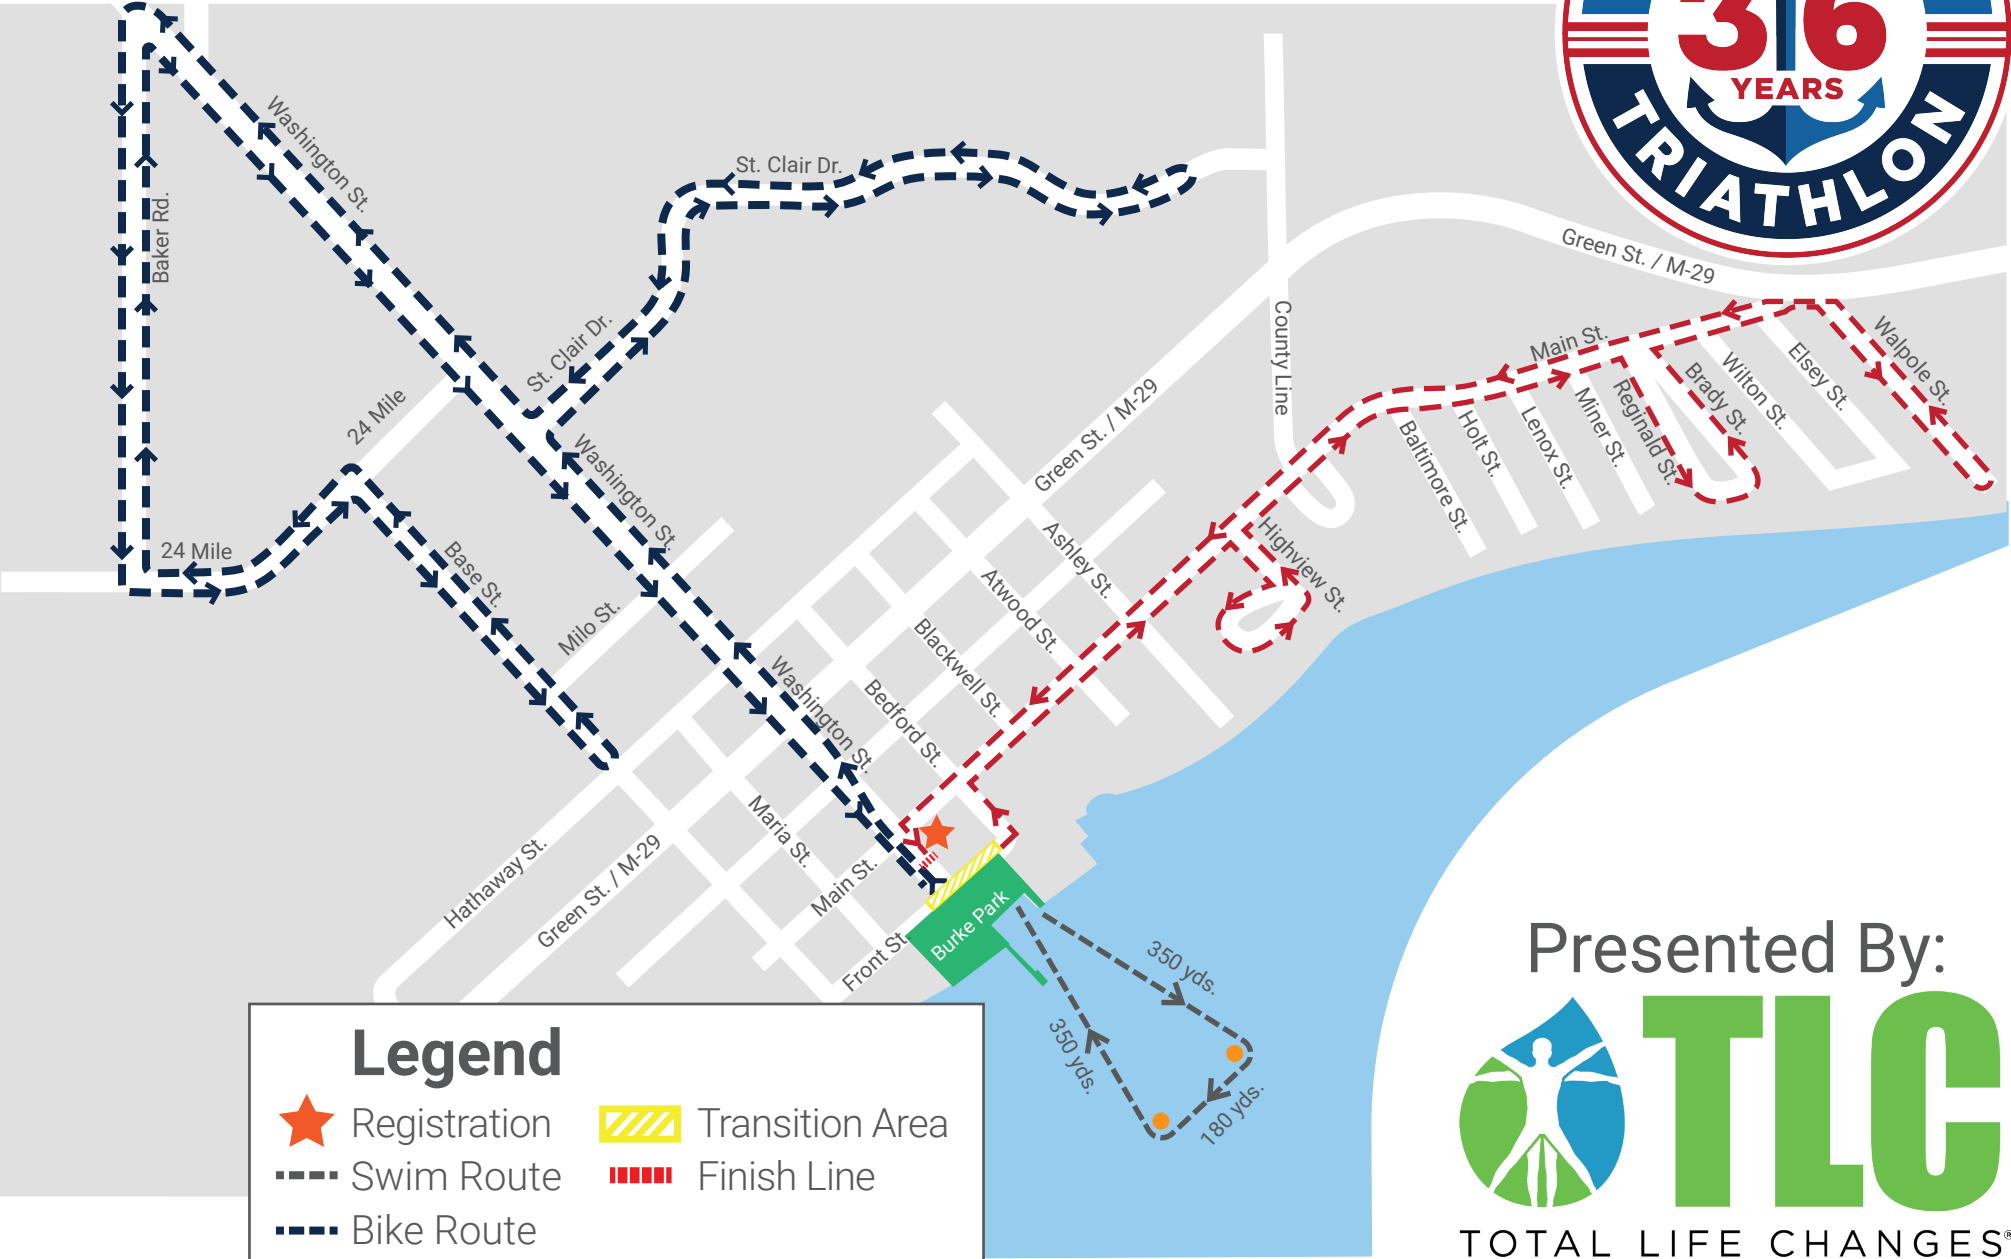 36
YEARS
TRIATHLON
Washington St.
Baker Rd.
St. Clair Dr.
St. Clair Dr.
Green St. / M-29
County Line
Main St.
Walpole St.
Elsey St.
Wilton St.
Brady St.
Reginald St.
Miner St.
Lenox St.
Holt St.
Baltimore St.
24 Mile
Green St. / M-29
Washington St.
24 Mile
Base St.
Milo St.
Ashley St.
Highview St.
Atwood St.
Blackwell St.
Bedford St.
Washington St.
Maria St.
Hathaway St.
Green St. / M-29
Main St.
Front St.
Burke Park
350 yds.
350 yds.
180 yds.
Legend
Registration
Transition Area
Swim Route
Finish Line
Bike Route
Presented By:
TLC
TOTAL LIFE CHANGES®